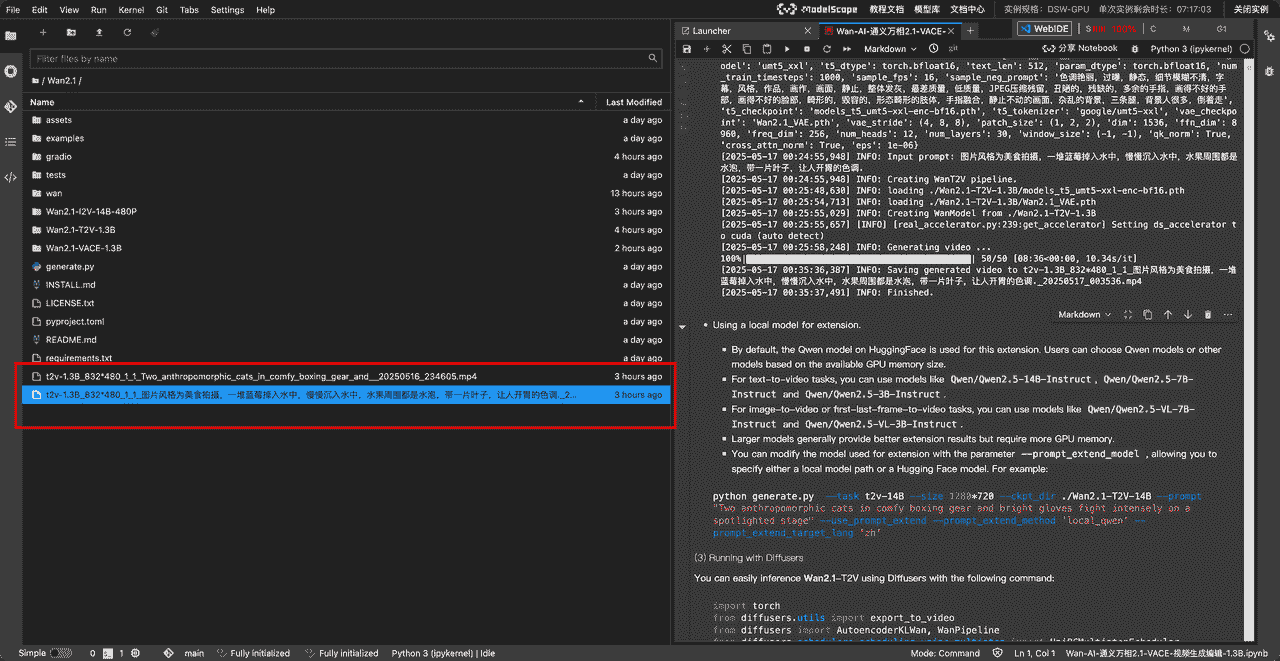 File Edit View Run Kernel Git Tabs Settings Help
ModelScope 教程文档 模型库 文档中心 实例规格：DSW-GPU 单次实例剩余时长：07:17:03 关闭实例
Filter files by name
/ Wan2.1 /
Name Last Modified
assets a day ago
examples a day ago
gradio 4 hours ago
tests a day ago
wan 13 hours ago
Wan2.1-I2V-14B-480P 3 hours ago
Wan2.1-T2V-1.3B 4 hours ago
Wan2.1-VACE-1.3B 2 hours ago
generate.py a day ago
INSTALL.md a day ago
LICENSE.txt a day ago
pyproject.toml a day ago
README.md a day ago
requirements.txt a day ago
t2v-1.3B_832*480_1_1_Two_anthropomorphic_cats_in_comfy_boxing_gear_and__20250516_234605.mp4 3 hours ago
t2v-1.3B_832*480_1_1_图片风格为美食拍摄，一堆蓝莓掉入水中，慢慢沉入水中，水果周围都是水泡，带一片叶子，让人开胃的色调._2... 3 hours ago
Launcher
Wan-AI-通义万相2.1-VACE-
WebIDE
C M G
Markdown git 分享 Notebook Python 3 (ipykernel)
odel': 'umt5_xxl', 't5_dtype': torch.bfloat16, 'text_len': 512, 'param_dtype': torch.bfloat16, 'num
_train_timesteps': 1000, 'sample_fps': 16, 'sample_neg_prompt': '色调艳丽，过曝，静态，细节模糊不清，字
幕，风格，作品，画作，画面，静止，整体发灰，最差质量，低质量，JPEG压缩残留，丑陋的，残缺的，多余的手指，画得不好的手
部，画得不好的脸部，畸形的，毁容的，形态畸形的肢体，手指融合，静止不动的画面，杂乱的背景，三条腿，背景人很多，倒着走',
't5_checkpoint': 'models_t5_umt5-xxl-enc-bf16.pth', 't5_tokenizer': 'google/umt5-xxl', 'vae_checkpo
int': 'Wan2.1_VAE.pth', 'vae_stride': (4, 8, 8), 'patch_size': (1, 2, 2), 'dim': 1536, 'ffn_dim': 8
960, 'freq_dim': 256, 'num_heads': 12, 'num_layers': 30, 'window_size': (-1, -1), 'qk_norm': True,
'cross_attn_norm': True, 'eps': 1e-06}
[2025-05-17 00:24:55,948] INFO: Input prompt: 图片风格为美食拍摄，一堆蓝莓掉入水中，慢慢沉入水中，水果周围都是
水泡，带一片叶子，让人开胃的色调.
[2025-05-17 00:24:55,948] INFO: Creating WanT2V pipeline.
[2025-05-17 00:25:48,630] INFO: loading ./Wan2.1-T2V-1.3B/models_t5_umt5-xxl-enc-bf16.pth
[2025-05-17 00:25:54,713] INFO: loading ./Wan2.1-T2V-1.3B/Wan2.1_VAE.pth
[2025-05-17 00:25:55,029] INFO: Creating WanModel from ./Wan2.1-T2V-1.3B
[2025-05-17 00:25:55,657] [INFO] [real_accelerator.py:239:get_accelerator] Setting ds_accelerator t
o cuda (auto detect)
[2025-05-17 00:25:58,248] INFO: Generating video ...
100%| | 50/50 [08:36<00:00, 10.34s/it]
[2025-05-17 00:35:36,387] INFO: Saving generated video to t2v-1.3B_832*480_1_1_图片风格为美食拍摄，一堆
蓝莓掉入水中，慢慢沉入水中，水果周围都是水泡，带一片叶子，让人开胃的色调._20250517_003536.mp4
[2025-05-17 00:35:37,491] INFO: Finished.
Markdown
Using a local model for extension.
By default, the Qwen model on HuggingFace is used for this extension. Users can choose Qwen models or other
models based on the available GPU memory size.
For text-to-video tasks, you can use models like Qwen/Qwen2.5-14B-Instruct , Qwen/Qwen2.5-7B-
Instruct and Qwen/Qwen2.5-3B-Instruct .
For image-to-video or first-last-frame-to-video tasks, you can use models like Qwen/Qwen2.5-VL-7B-
Instruct and Qwen/Qwen2.5-VL-3B-Instruct .
Larger models generally provide better extension results but require more GPU memory.
You can modify the model used for extension with the parameter --prompt_extend_model , allowing you to
specify either a local model path or a Hugging Face model. For example:
python generate.py --task t2v-14B --size 1280*720 --ckpt_dir ./Wan2.1-T2V-14B --prompt
"Two anthropomorphic cats in comfy boxing gear and bright gloves fight intensely on a
spotlighted stage" --use_prompt_extend --prompt_extend_method 'local_qwen' --
prompt_extend_target_lang 'zh'
(3) Running with Diffusers
You can easily inference Wan2.1-T2V using Diffusers with the following command:
import torch
from diffusers.utils import export_to_video
from diffusers import AutoencoderKLWan, WanPipeline
Simple 0 1 main Fully initialized Fully initialized Python 3 (ipykernel) | Idle Mode: Command Ln 1, Col 1 Wan-AI-通义万相2.1-VACE-视频生成编辑-1.3B.ipynb